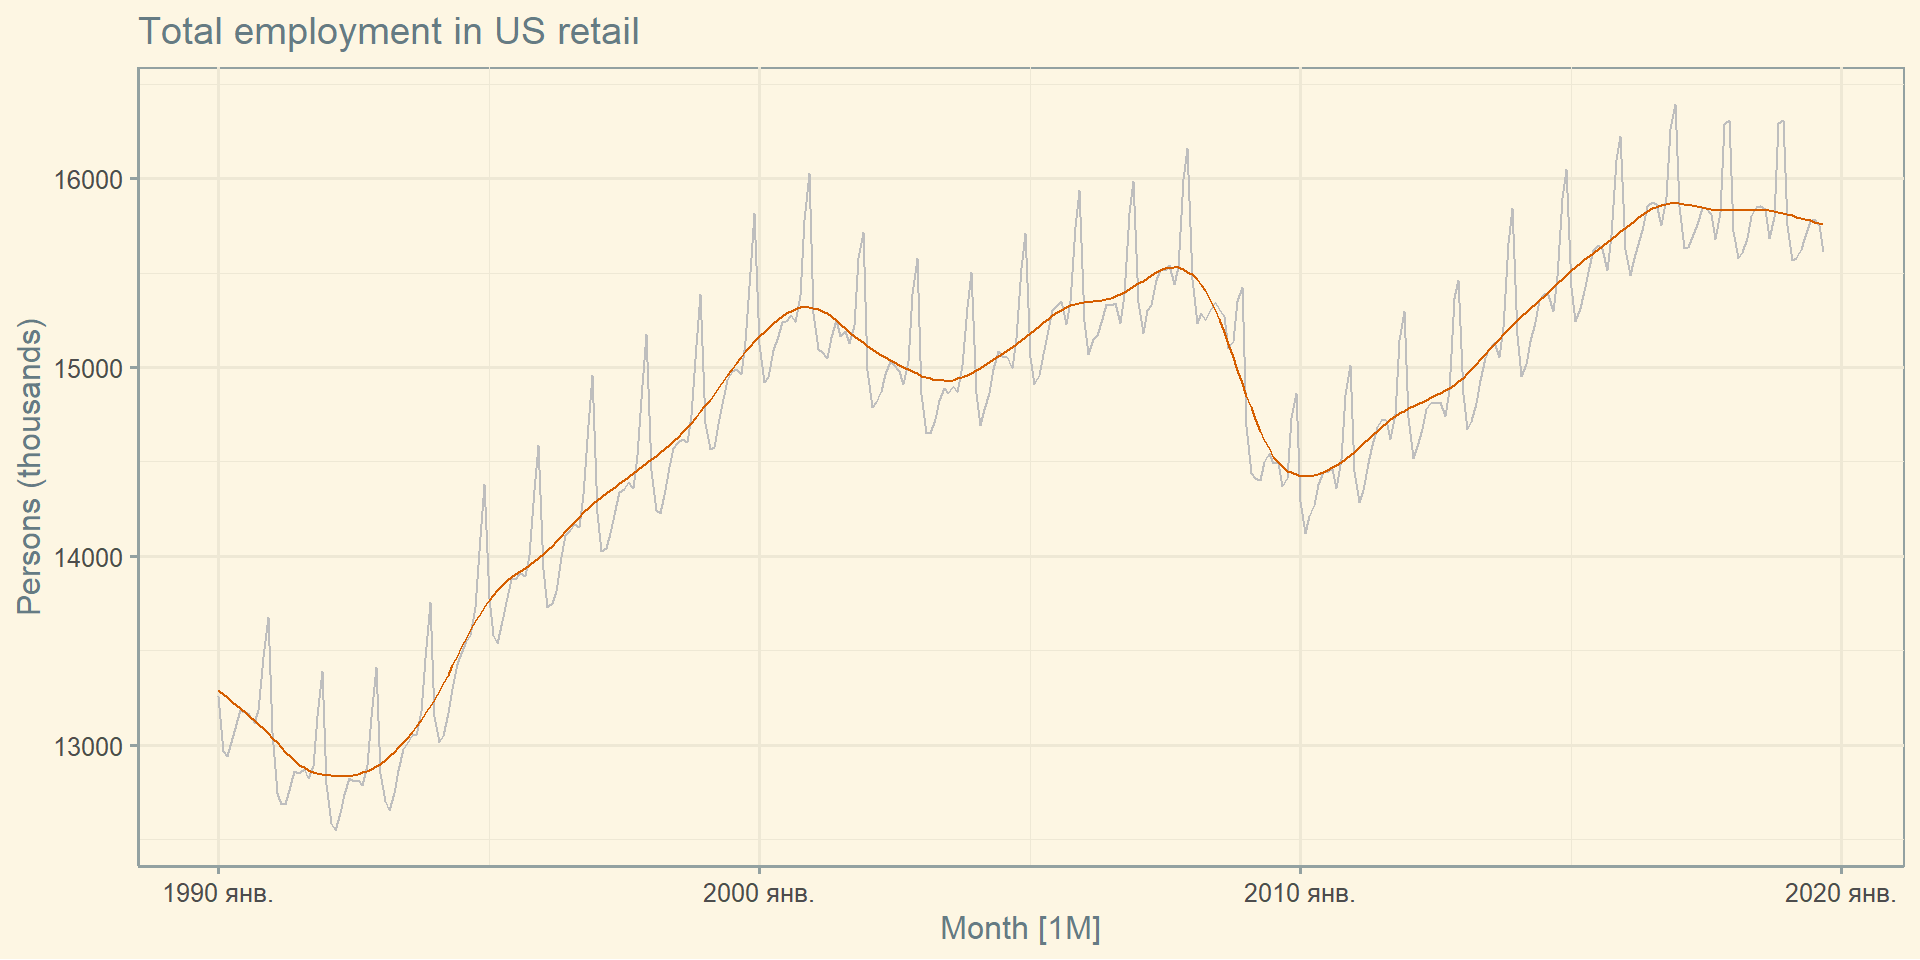 Total employment in US retail
Persons (thousands)
16000
15000
14000
13000
1990 янв.
2000 янв.
2010 янв.
2020 янв.
Month [1M]